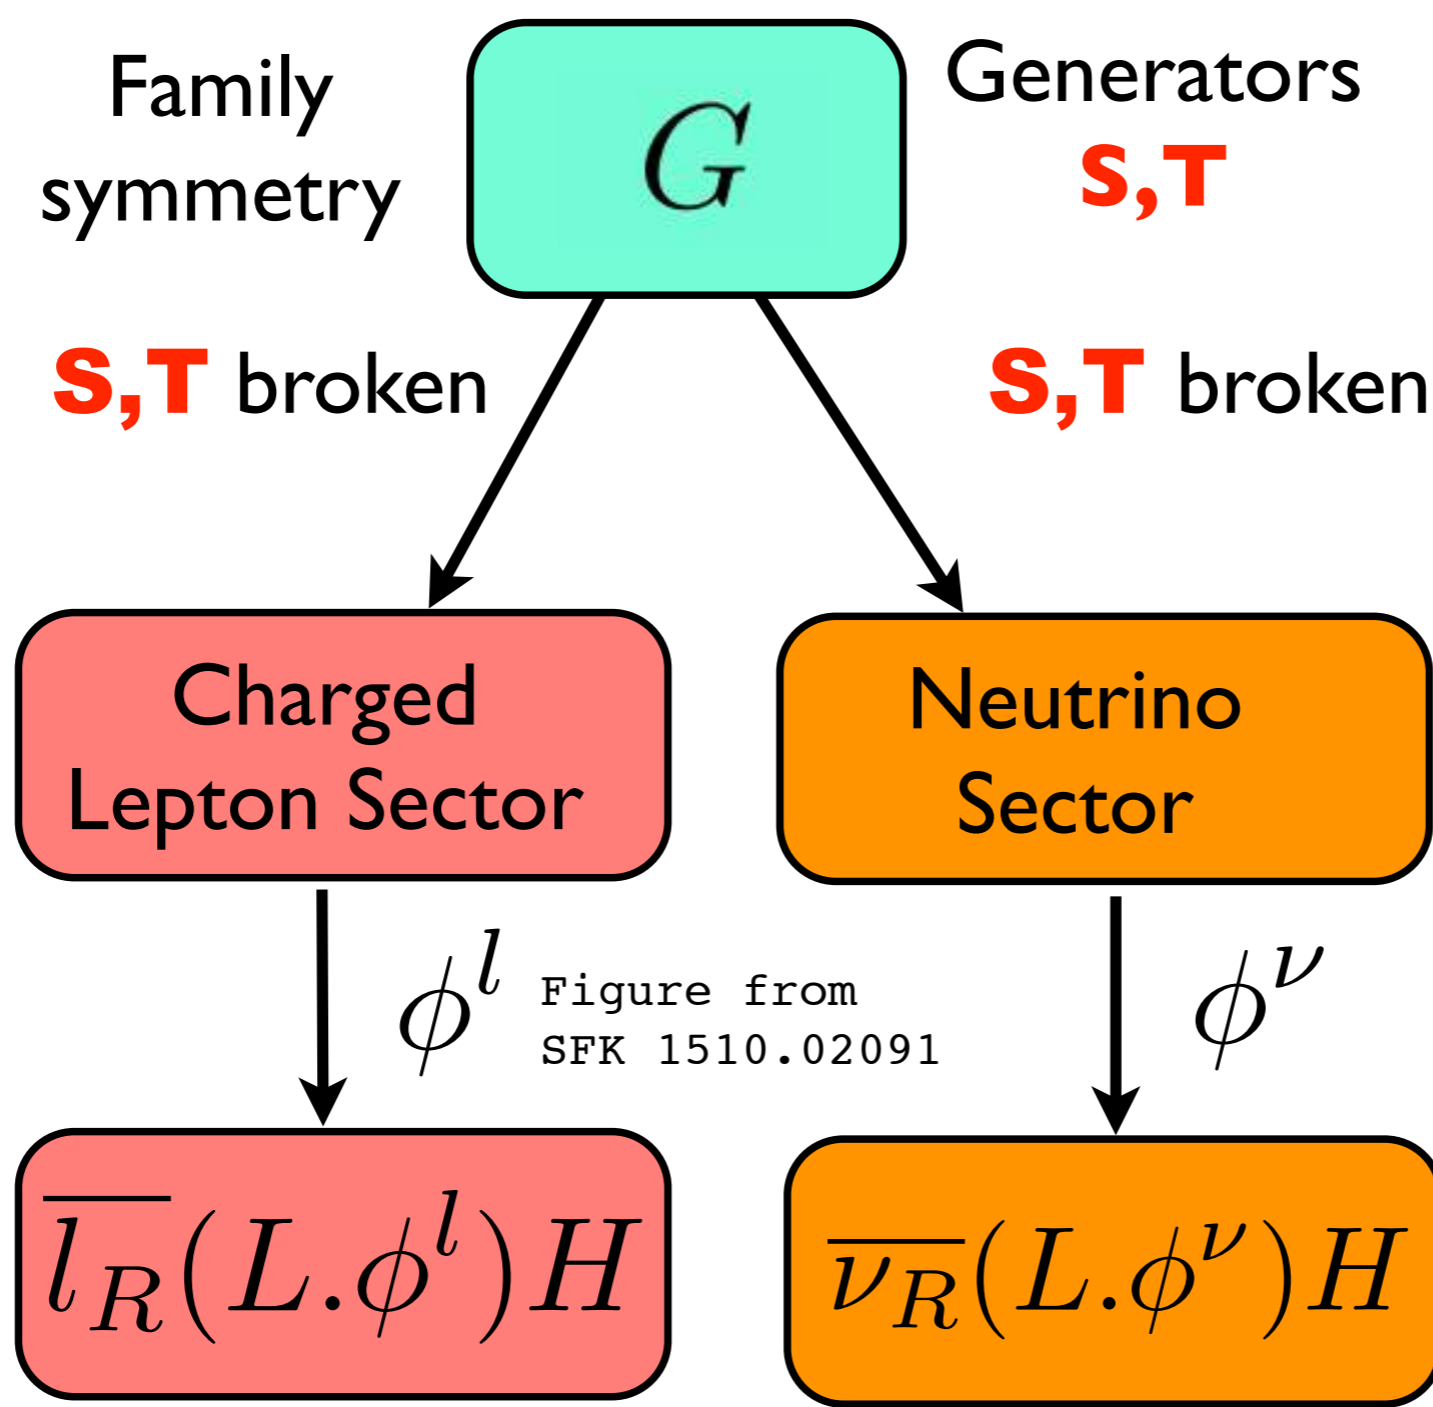 Family
symmetry
G
Generators
S,T
S,T broken
S,T broken
Charged
Lepton Sector
Neutrino
Sector
ϕ^l
Figure from
SFK 1510.02091
ϕ^ν
\overline{l_R}(L.ϕ^l)H
\overline{ν_R}(L.ϕ^ν)H